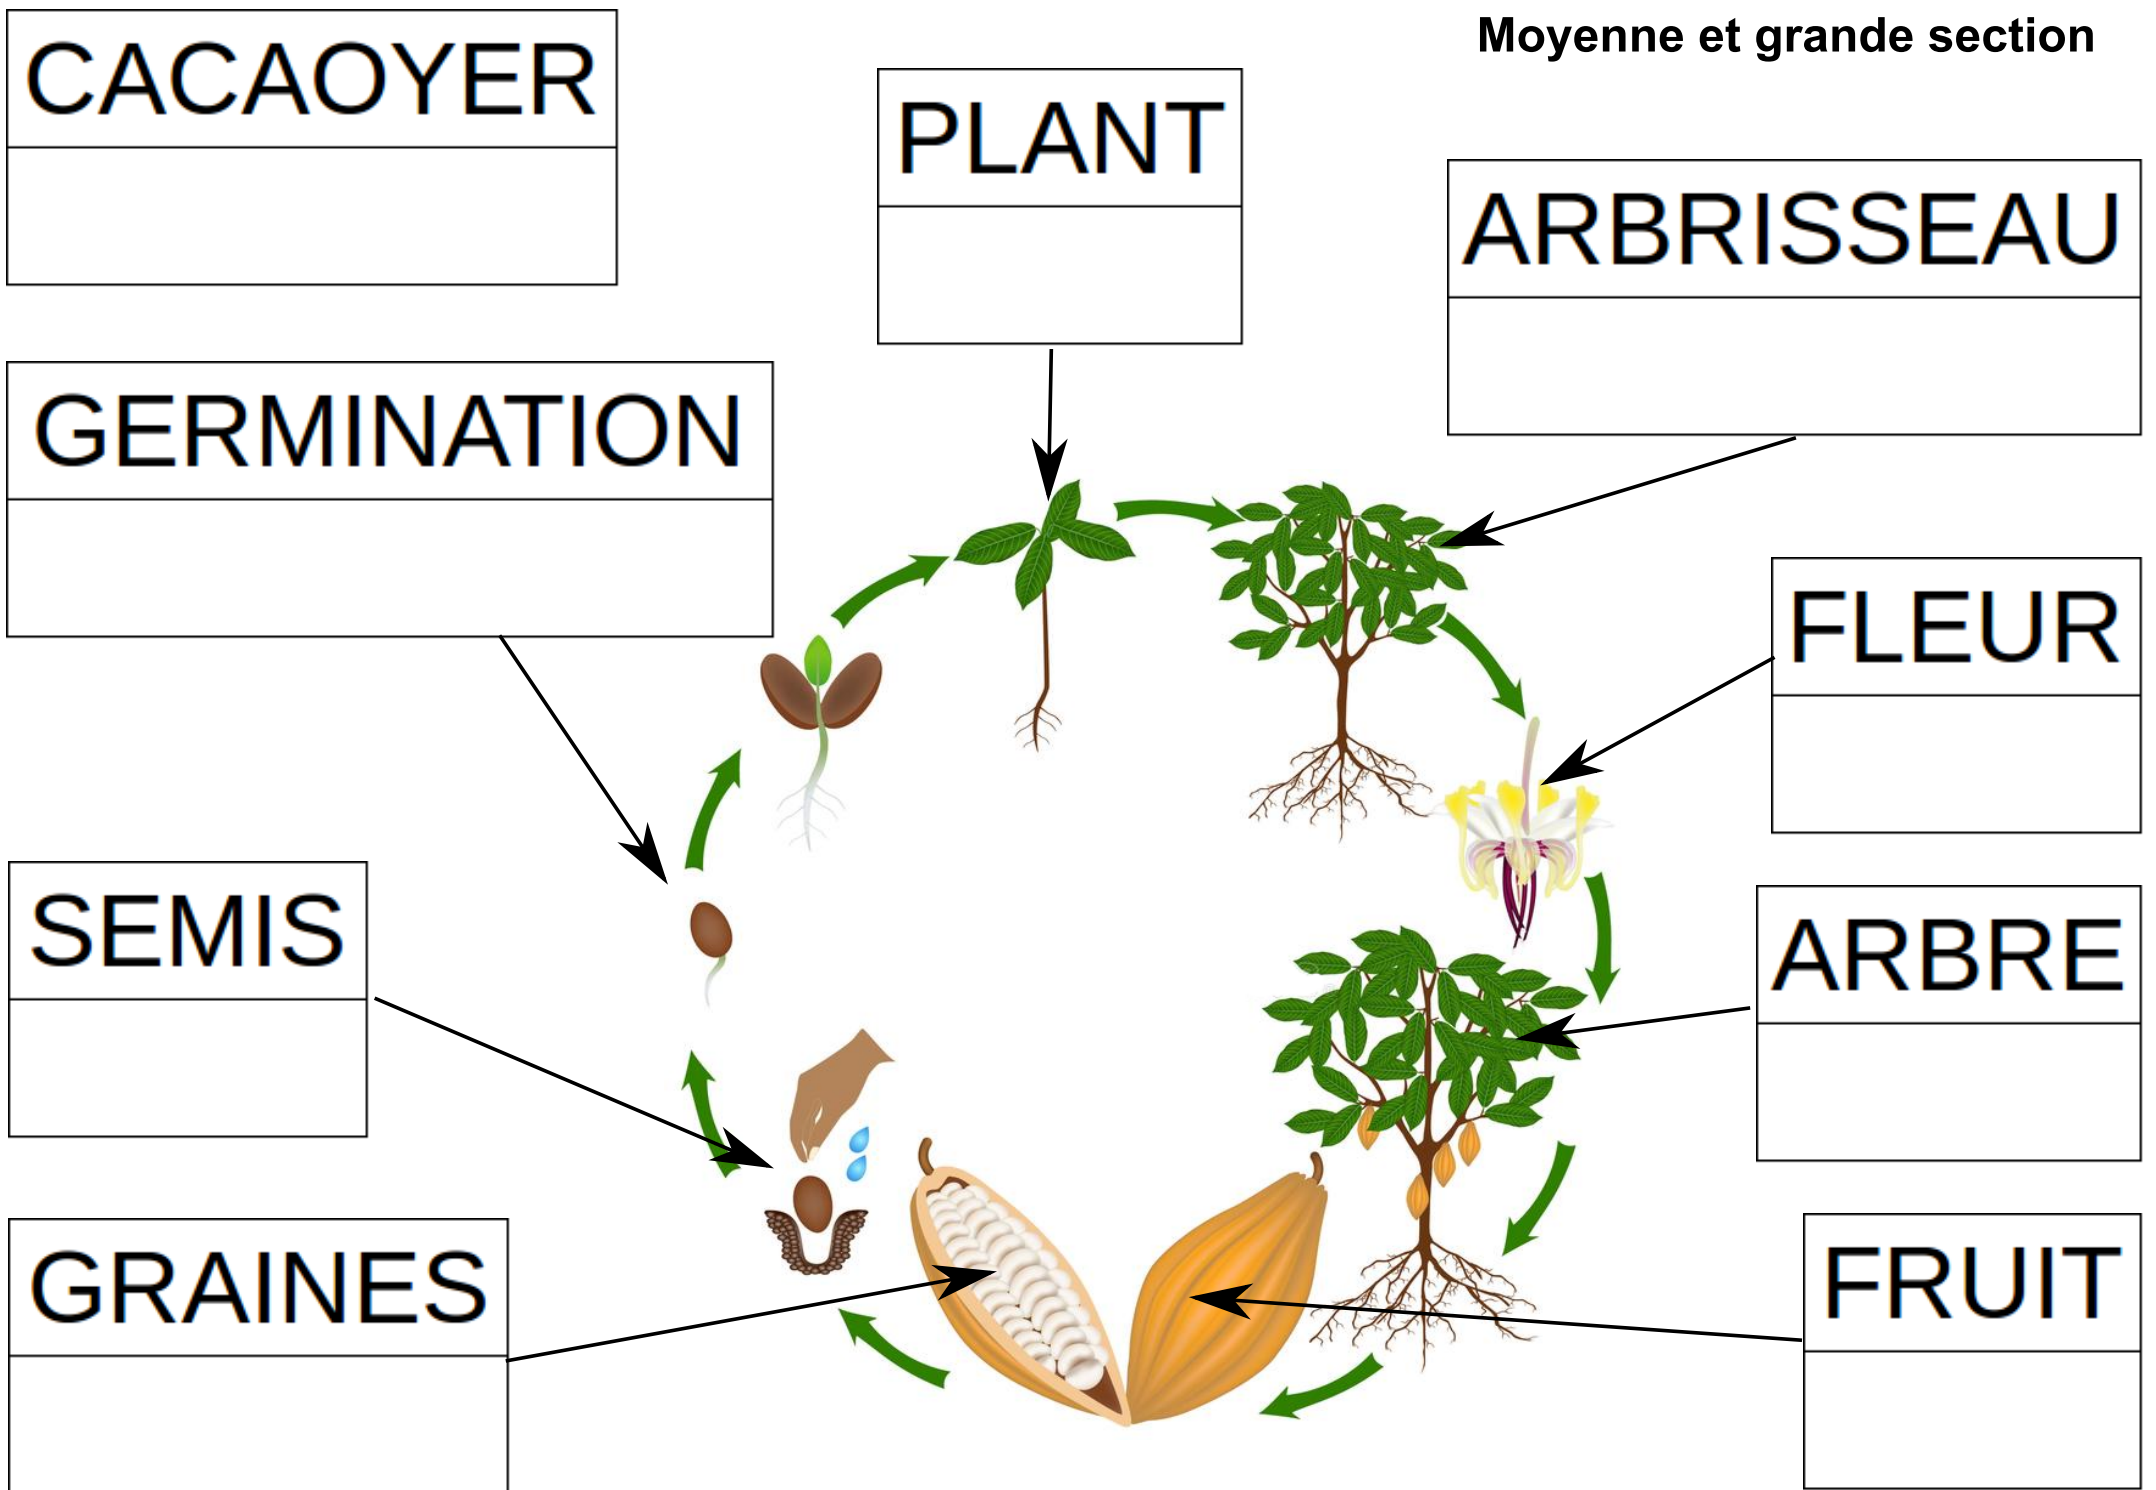 Moyenne et grande section
CACAOYER
PLANT
ARBRISSEAU
GERMINATION
FLEUR
SEMIS
ARBRE
GRAINES
FRUIT